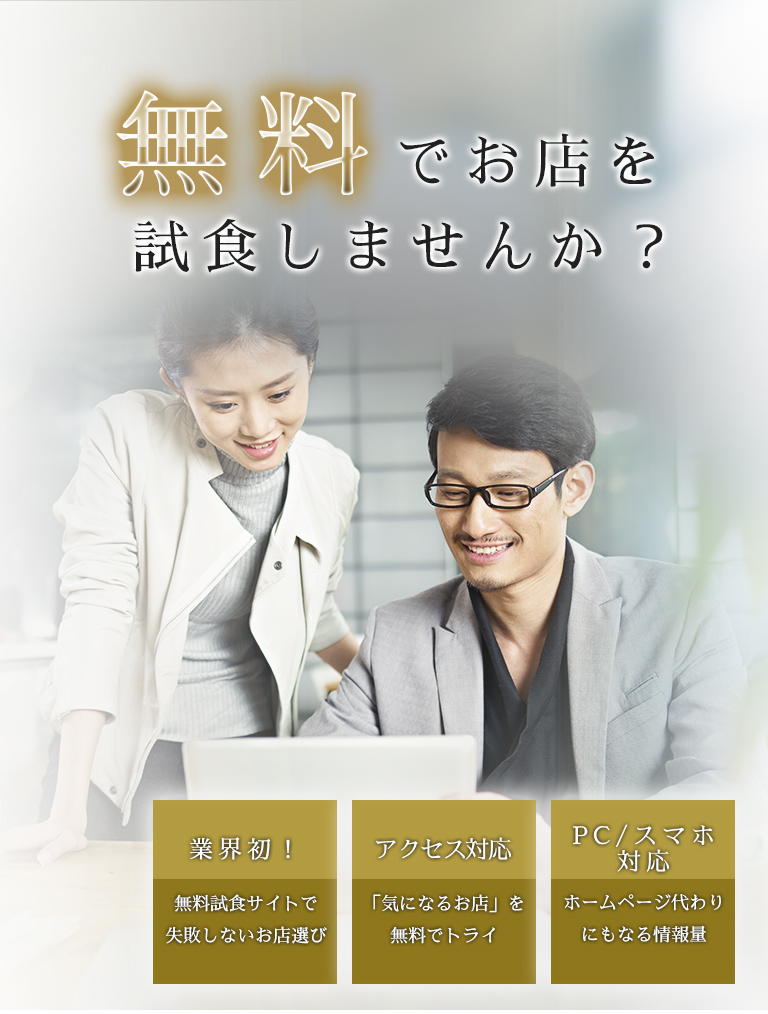 無料でお店を
試食しませんか？
業界初！
無料試食サイトで
失敗しないお店選び
アクセス対応
「気になるお店」を
無料でトライ
PC/スマホ
対応
ホームページ代わり
にもなる情報量